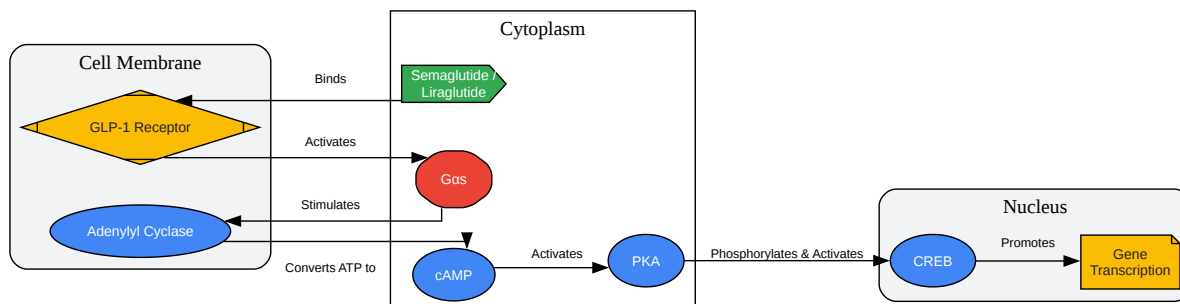 Cytoplasm
Cell Membrane
Binds
Semaglutide /
Liraglutide
GLP-1 Receptor
Activates
Gαs
Stimulates
Adenylyl Cyclase
Converts ATP to
cAMP
Activates
PKA
Phosphorylates & Activates
Nucleus
CREB
Promotes
Gene
Transcription